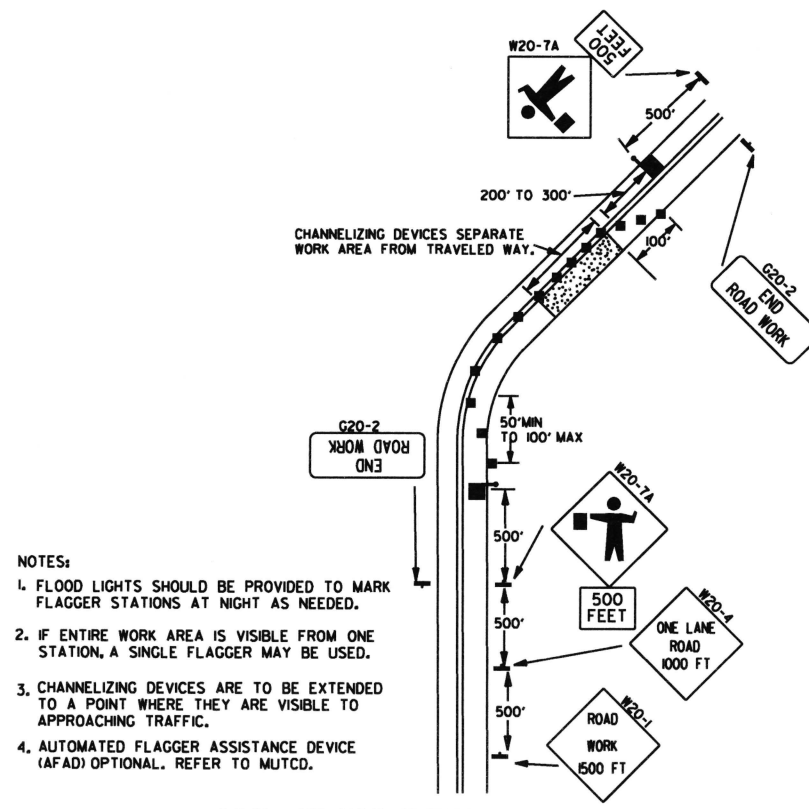 W20-7A
500
FEET
500'
200' TO 300'
CHANNELIZING DEVICES SEPARATE
WORK AREA FROM TRAVELED WAY.
100'
G20-2
END
ROAD WORK
G20-2
END
ROAD WORK
50'MIN
TO 100' MAX
W20-7A
500'
500
FEET
W20-4
500'
ONE LANE
ROAD
1000 FT
W20-1
500'
ROAD
WORK
1500 FT
NOTES:
1. FLOOD LIGHTS SHOULD BE PROVIDED TO MARK
FLAGGER STATIONS AT NIGHT AS NEEDED.
2. IF ENTIRE WORK AREA IS VISIBLE FROM ONE
STATION, A SINGLE FLAGGER MAY BE USED.
3. CHANNELIZING DEVICES ARE TO BE EXTENDED
TO A POINT WHERE THEY ARE VISIBLE TO
APPROACHING TRAFFIC.
4. AUTOMATED FLAGGER ASSISTANCE DEVICE
(AFAD) OPTIONAL. REFER TO MUTCD.